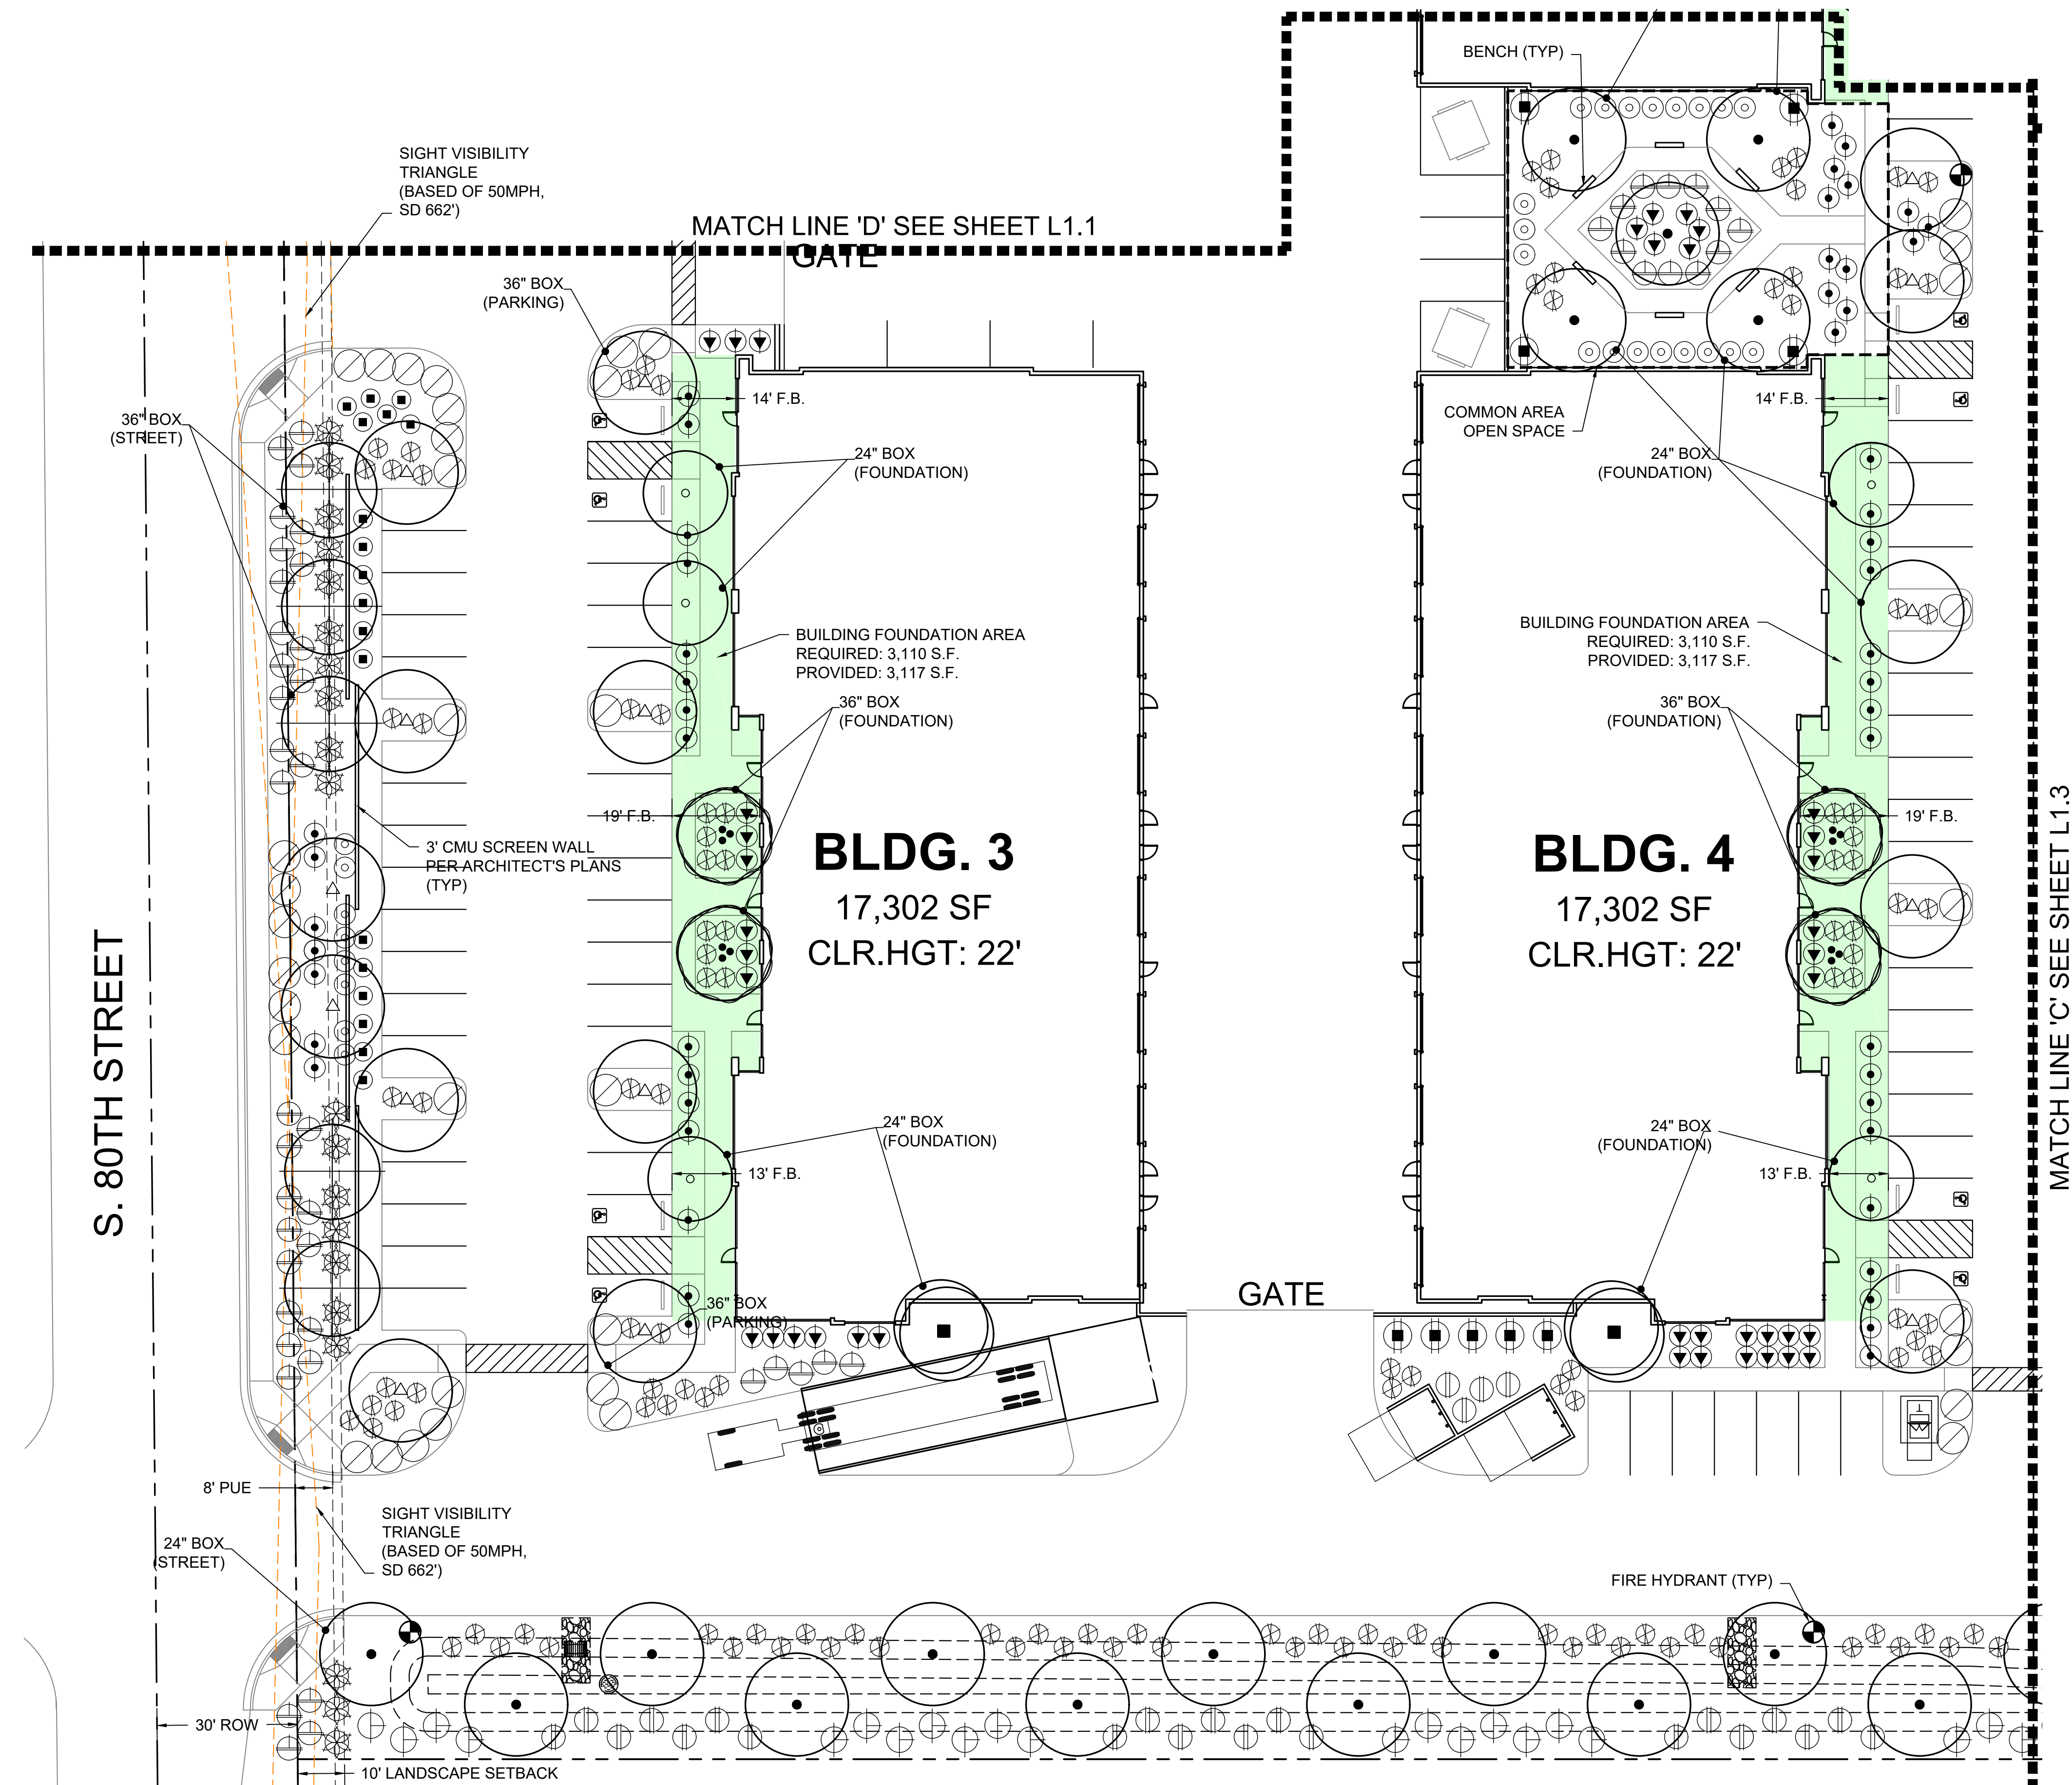 BENCH (TYP)
SIGHT VISIBILITY
TRIANGLE
(BASED OF 50MPH,
SD 662')
MATCH LINE 'D' SEE SHEET L1.1
GATE
36" BOX
(PARKING)
14' F.B.
14' F.B.
COMMON AREA
OPEN SPACE
36" BOX
(STREET)
24" BOX
(FOUNDATION)
24" BOX
(FOUNDATION)
BUILDING FOUNDATION AREA
REQUIRED: 3,110 S.F.
PROVIDED: 3,117 S.F.
BUILDING FOUNDATION AREA
REQUIRED: 3,110 S.F.
PROVIDED: 3,117 S.F.
36" BOX
(FOUNDATION)
36" BOX
(FOUNDATION)
19' F.B.
19' F.B.
3' CMU SCREEN WALL
PER ARCHITECT'S PLANS
(TYP)
BLDG. 3
17,302 SF
CLR.HGT: 22'
BLDG. 4
17,302 SF
CLR.HGT: 22'
S. 80TH STREET
MATCH LINE 'C' SEE SHEET L1.3
24" BOX
(FOUNDATION)
24" BOX
(FOUNDATION)
13' F.B.
13' F.B.
GATE
36" BOX
(PARKING)
8' PUE
SIGHT VISIBILITY
TRIANGLE
(BASED OF 50MPH,
SD 662')
24" BOX
(STREET)
FIRE HYDRANT (TYP)
30' ROW
10' LANDSCAPE SETBACK